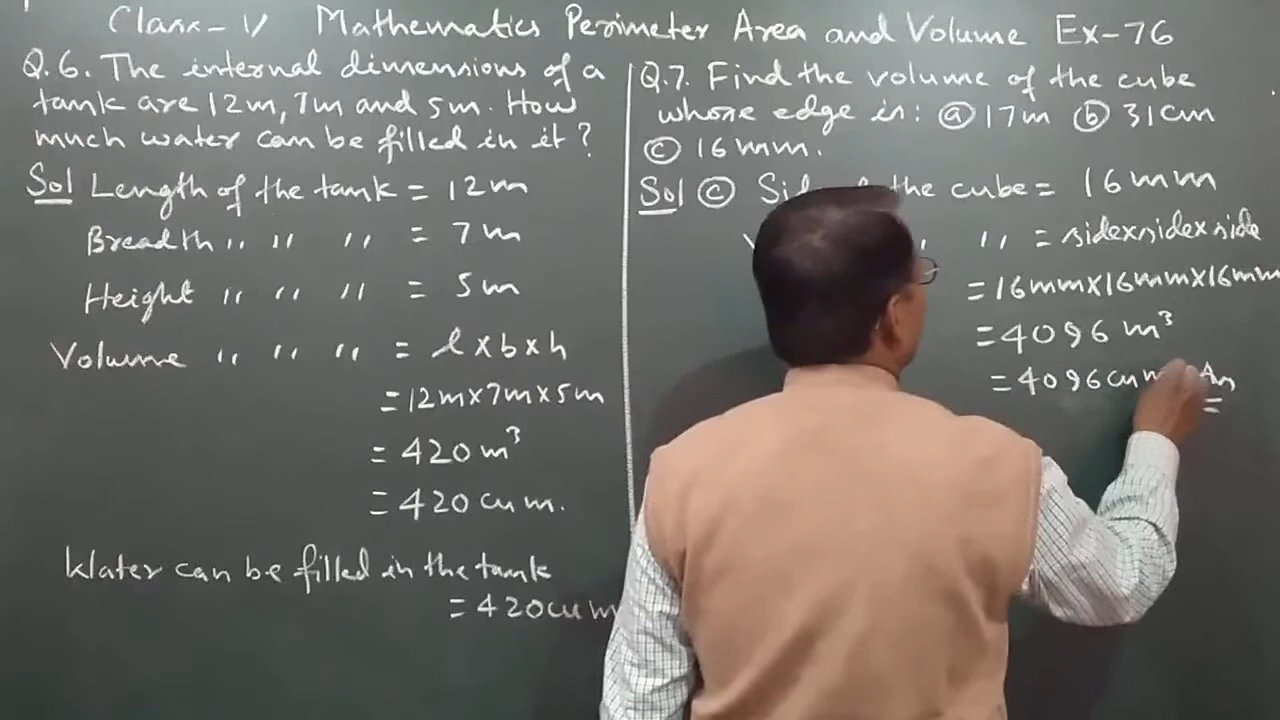 Class-V Mathematics Perimeter Area and Volume Ex-76
Q.6. The internal dimensions of a
tank are 12m, 7m and 5m. How
much water can be filled in it?
Sol Length of the tank = 12m
Breadth " " " = 7m
Height " " " = 5m
Volume " " " = l×b×h
=12m×7m×5m
= 420 m³
= 420 cu m.
Water can be filled in the tank
= 420cu m
Q.7. Find the volume of the cube
whose edge is: ⓐ 17m ⓑ 31cm
ⓒ 16mm.
Sol ⓒ the cube = 16mm
" = side×side×side
=16mm×16mm×16mm
=4096 m³
=4096cu